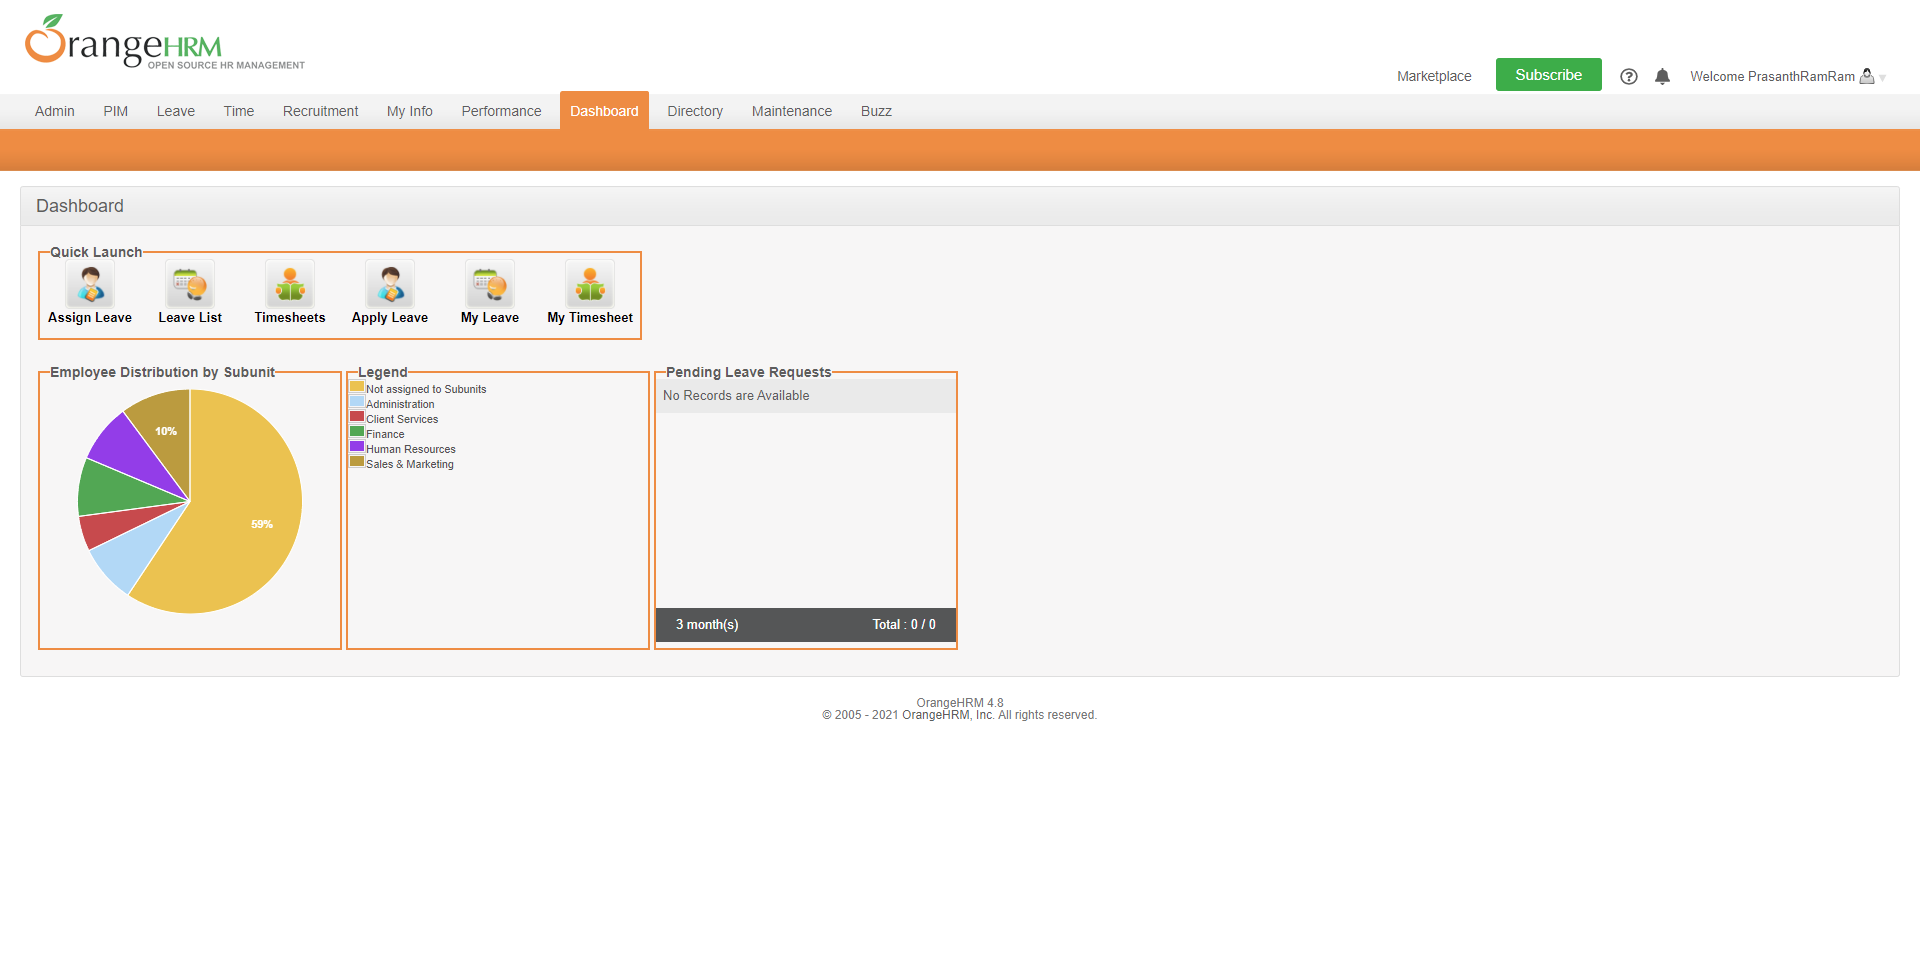 OrangeHRM
OPEN SOURCE HR MANAGEMENT
Marketplace Subscribe ? Welcome PrasanthRamRam
Admin PIM Leave Time Recruitment My Info Performance Dashboard Directory Maintenance Buzz
Dashboard
Quick Launch
Assign Leave Leave List Timesheets Apply Leave My Leave My Timesheet
Employee Distribution by Subunit
10%
59%
Legend
Not assigned to Subunits
Administration
Client Services
Finance
Human Resources
Sales & Marketing
Pending Leave Requests
No Records are Available
3 month(s) Total : 0 / 0
OrangeHRM 4.8
© 2005 - 2021 OrangeHRM, Inc. All rights reserved.